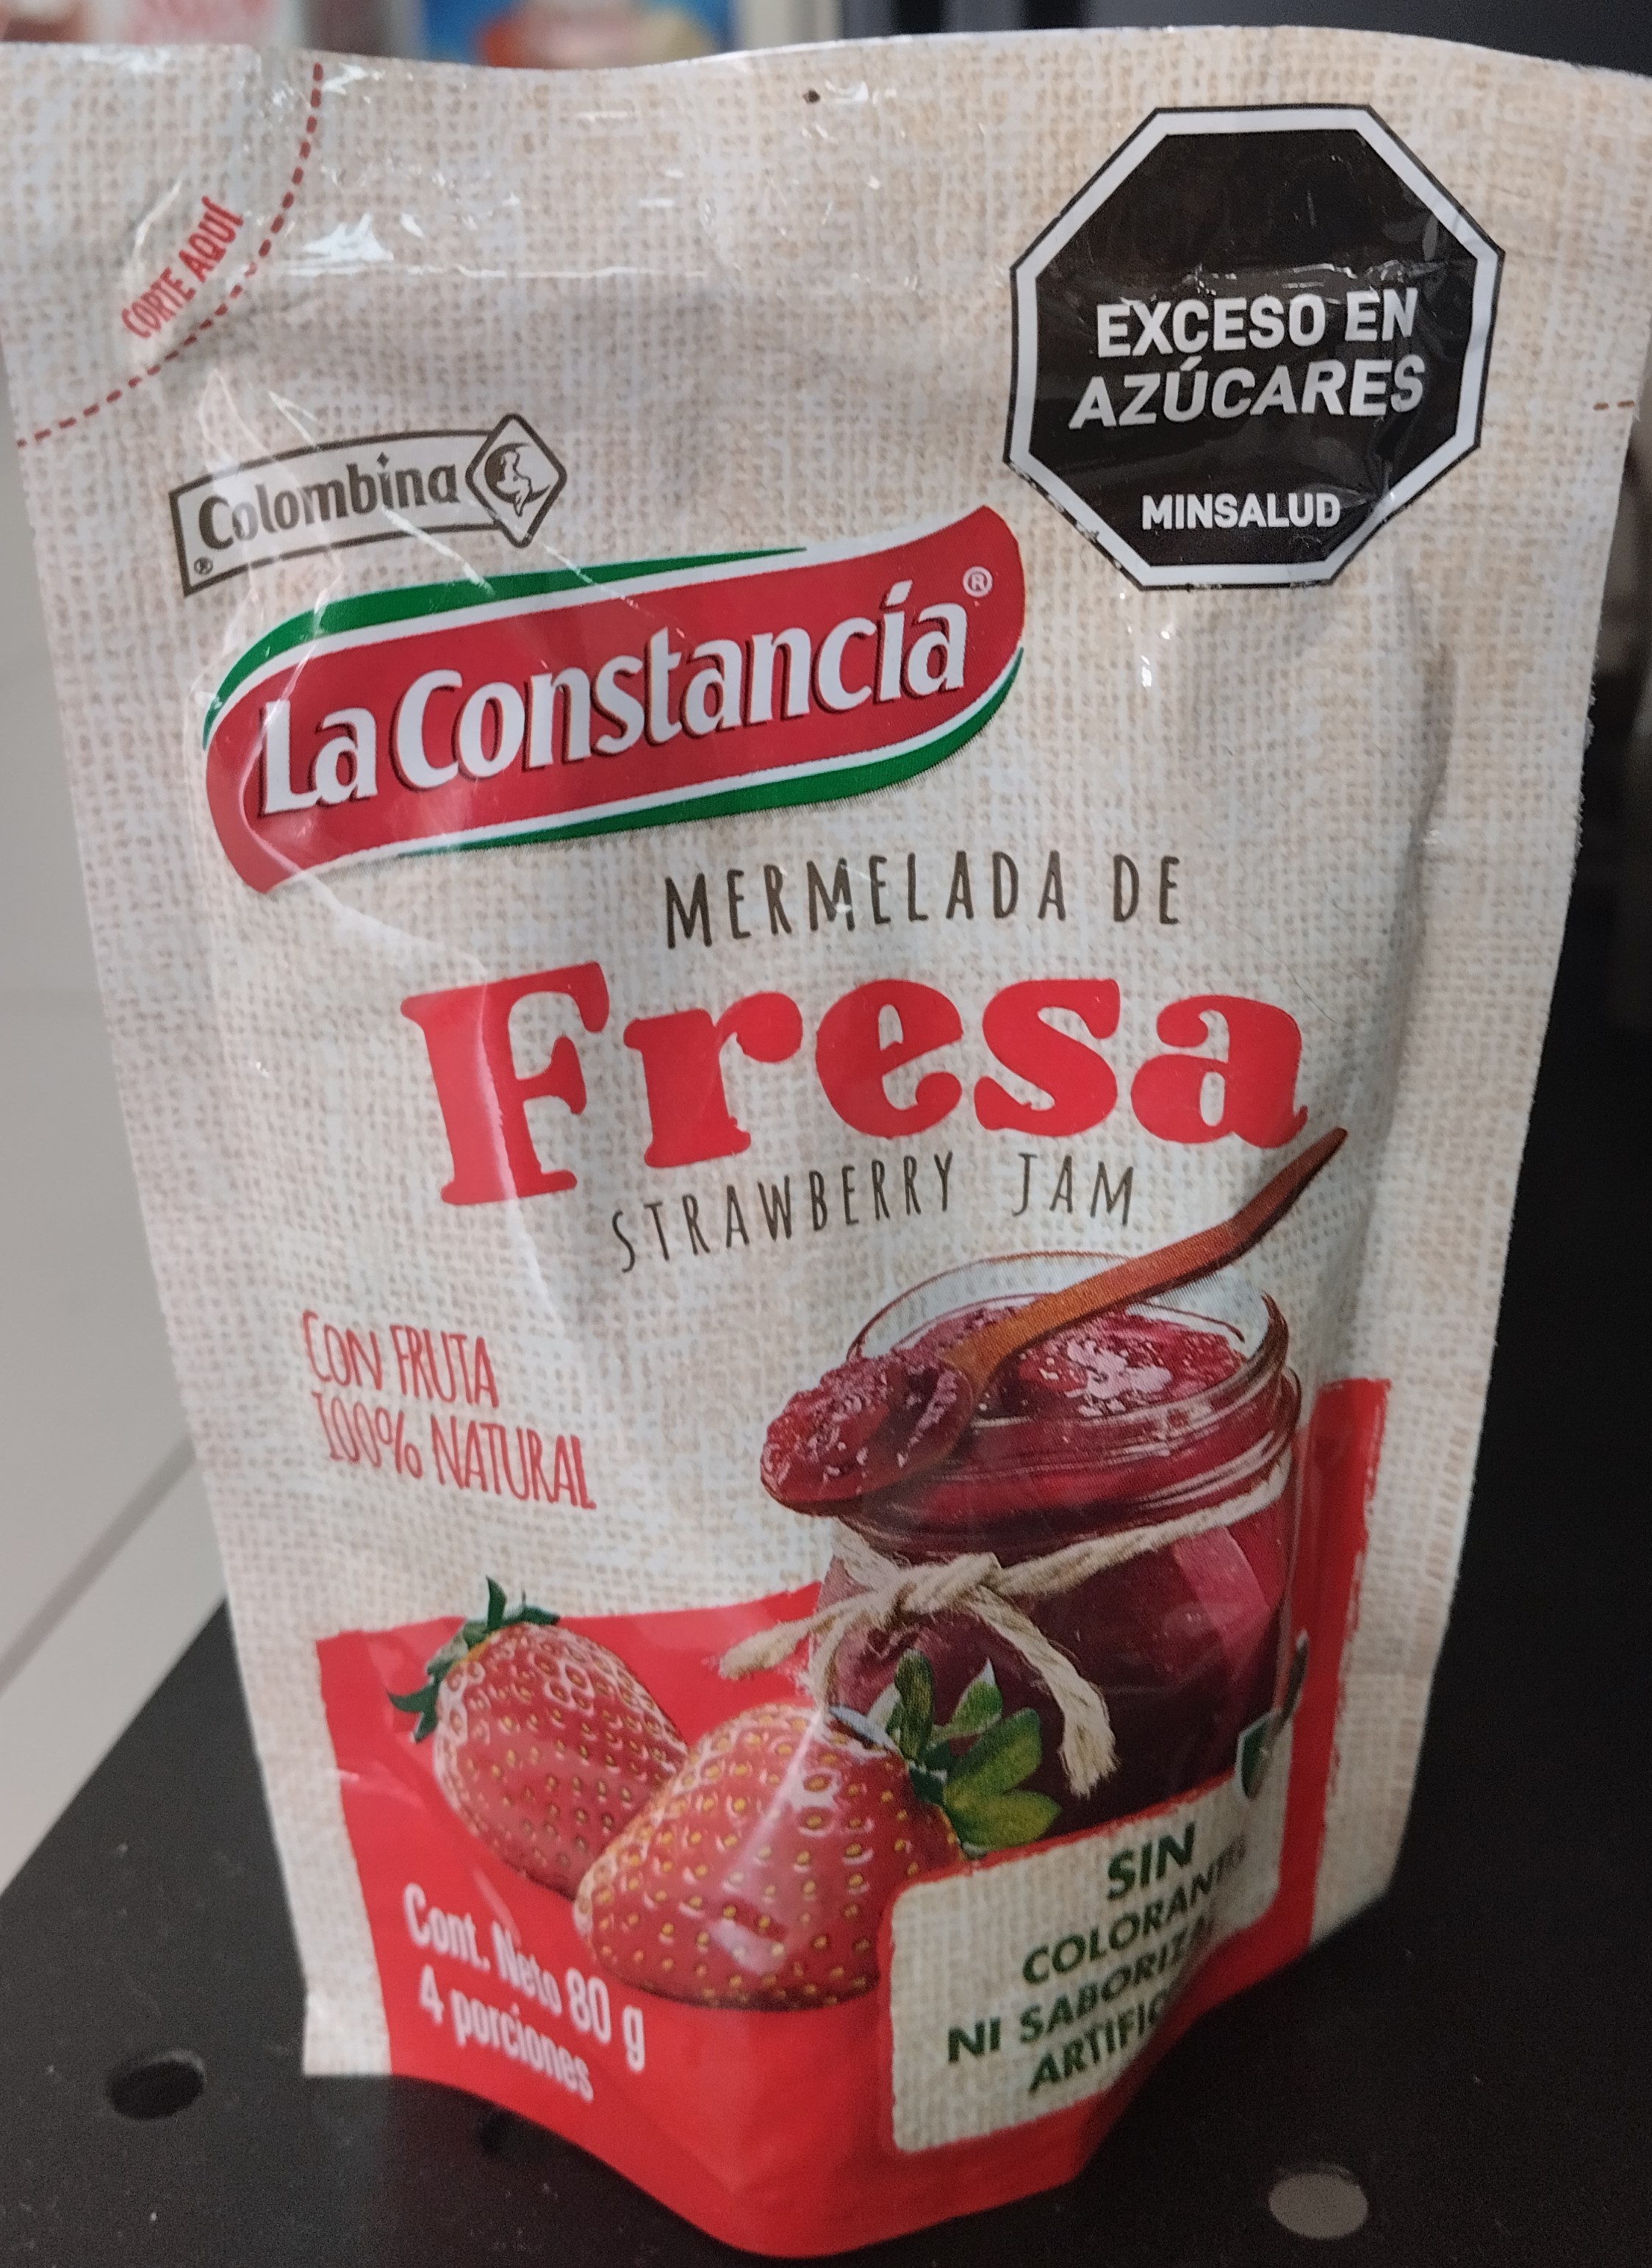 CORTE AQUÍ
EXCESO EN
AZÚCARES
MINSALUD
Colombina
®
La Constancia®
MERMELADA DE
Fresa
STRAWBERRY JAM
CON FRUTA
100% NATURAL
Cont. Neto 80 g
4 porciones
SIN
NI